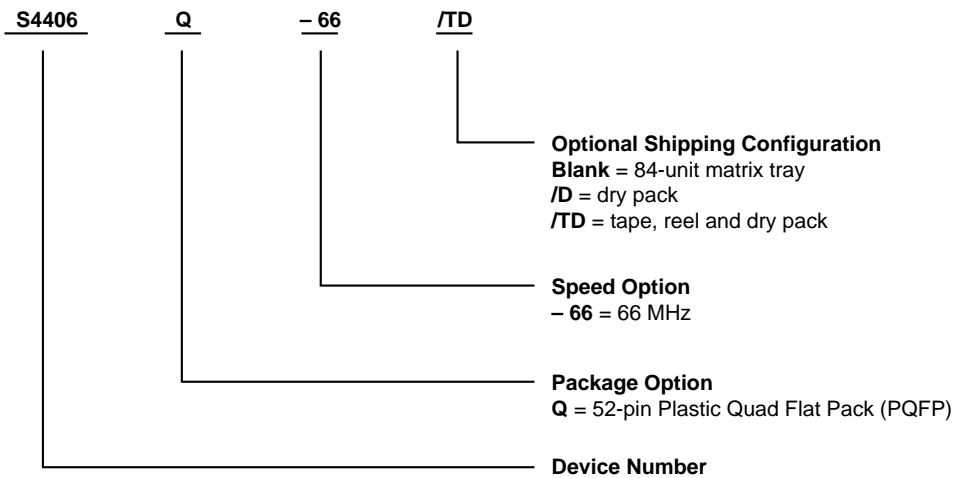 S4406 Q – 66 /TD
Optional Shipping Configuration
Blank = 84-unit matrix tray
/D = dry pack
/TD = tape, reel and dry pack
Speed Option
– 66 = 66 MHz
Package Option
Q = 52-pin Plastic Quad Flat Pack (PQFP)
Device Number